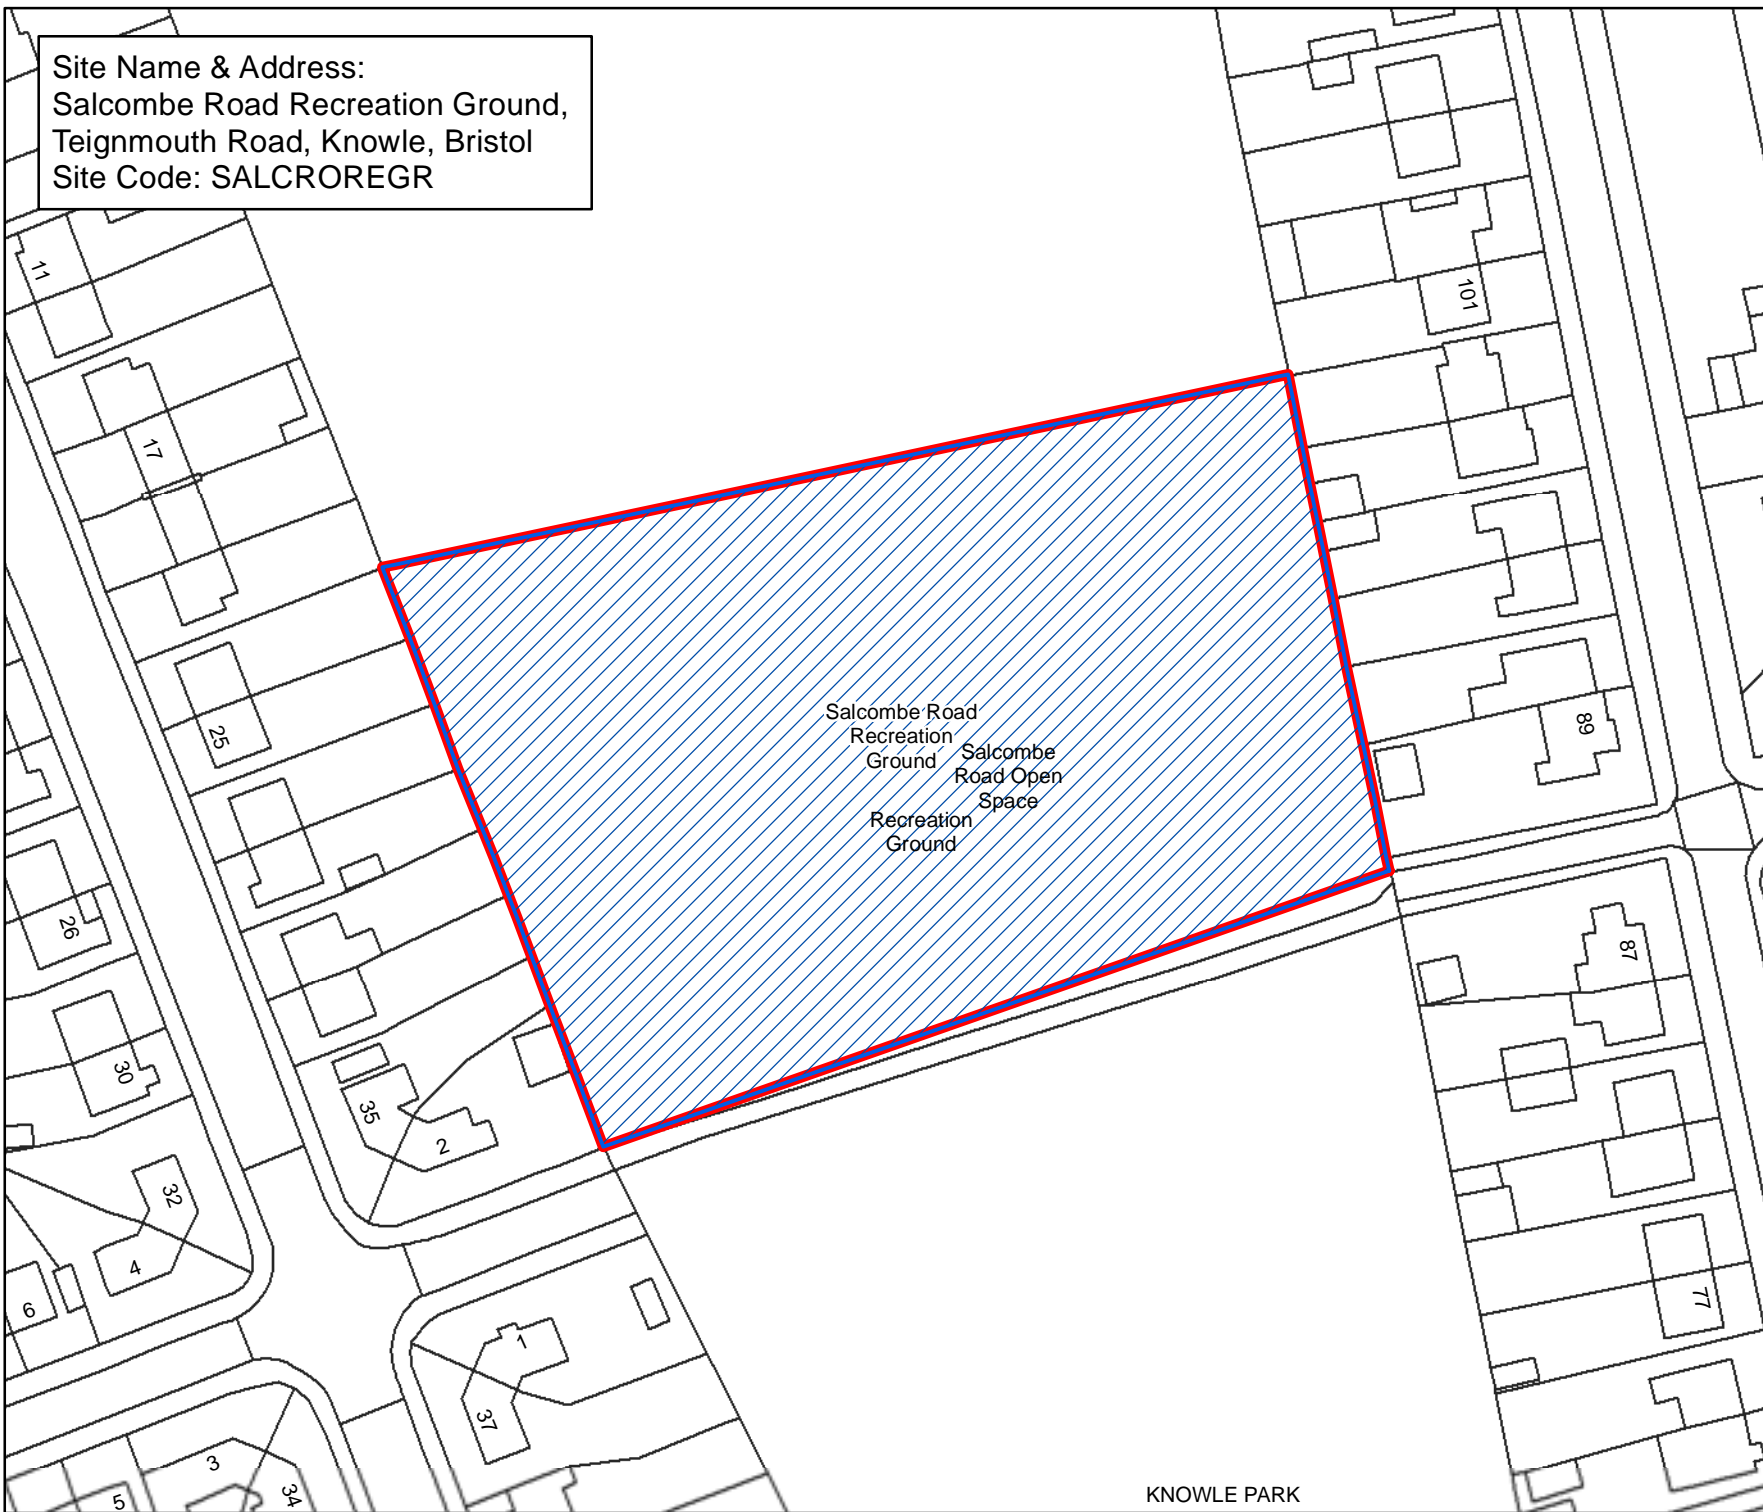 Site Name & Address:
Salcombe Road Recreation Ground,
Teignmouth Road, Knowle, Bristol
Site Code: SALCROREGR
11
17
25
26
30
35
2
32
4
6
1
37
3
5
34
101
89
87
77
Salcombe Road
Recreation
Ground
Salcombe
Road Open
Space
Recreation
Ground
KNOWLE PARK